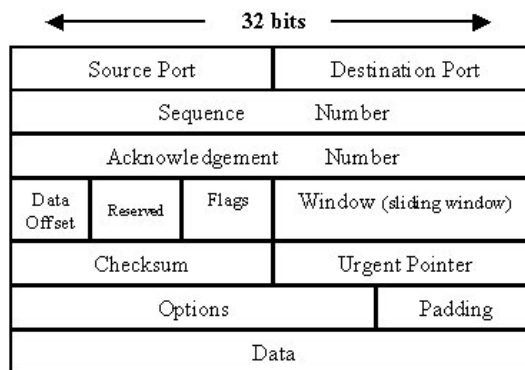 32 bits
Source Port
Destination Port
Sequence Number
Acknowledgement Number
Data
Offset
Reserved
Flags
Window (sliding window)
Checksum
Urgent Pointer
Options
Padding
Data